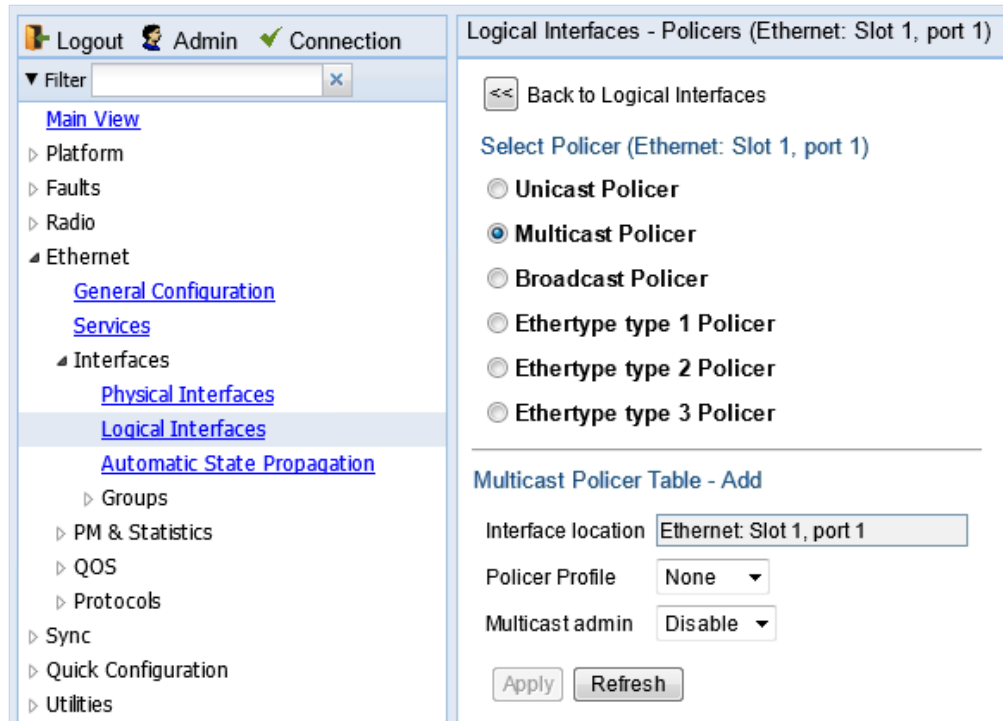 Logout Admin Connection
Filter
Main View
Platform
Faults
Radio
Ethernet
General Configuration
Services
Interfaces
Physical Interfaces
Logical Interfaces
Automatic State Propagation
Groups
PM & Statistics
QOS
Protocols
Sync
Quick Configuration
Utilities
Logical Interfaces - Policers (Ethernet: Slot 1, port 1)
<< Back to Logical Interfaces
Select Policer (Ethernet: Slot 1, port 1)
Unicast Policer
Multicast Policer
Broadcast Policer
Ethertype type 1 Policer
Ethertype type 2 Policer
Ethertype type 3 Policer
Multicast Policer Table - Add
Interface location Ethernet: Slot 1, port 1
Policer Profile None
Multicast admin Disable
Apply Refresh